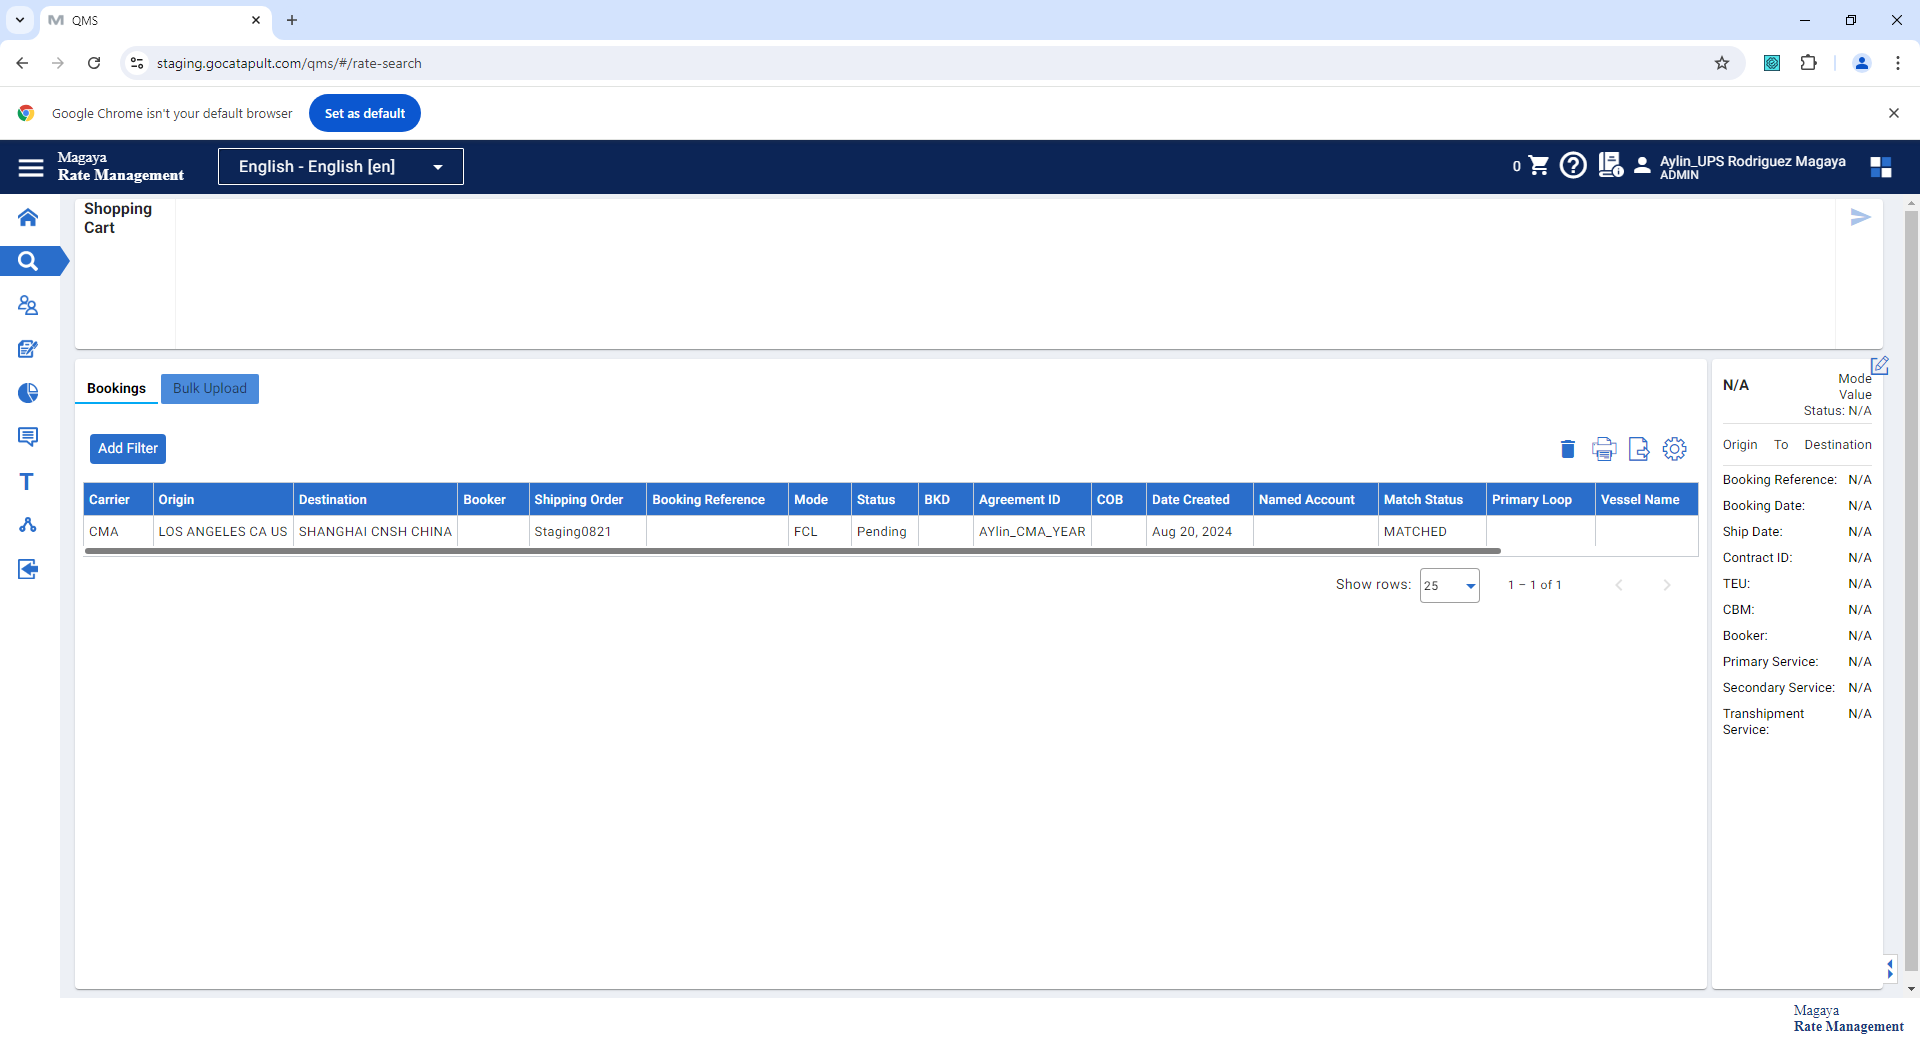 QMS
staging.gocatapult.com/qms/#/rate-search
Google Chrome isn't your default browser
Set as default
Magaya
Rate Management
English - English [en]
0
Aylin_UPS Rodriguez Magaya
ADMIN
Shopping
Cart
Bookings
Bulk Upload
N/A
Mode
Value
Status: N/A
Add Filter
Origin To Destination
Carrier Origin Destination Booker Shipping Order Booking Reference Mode Status BKD Agreement ID COB Date Created Named Account Match Status Primary Loop Vessel Name
CMA LOS ANGELES CA US SHANGHAI CNSH CHINA Staging0821 FCL Pending AYlin_CMA_YEAR Aug 20, 2024 MATCHED
Show rows: 25 1 – 1 of 1
Booking Reference: N/A
Booking Date: N/A
Ship Date: N/A
Contract ID: N/A
TEU: N/A
CBM: N/A
Booker: N/A
Primary Service: N/A
Secondary Service: N/A
Transhipment N/A
Service:
Magaya
Rate Management